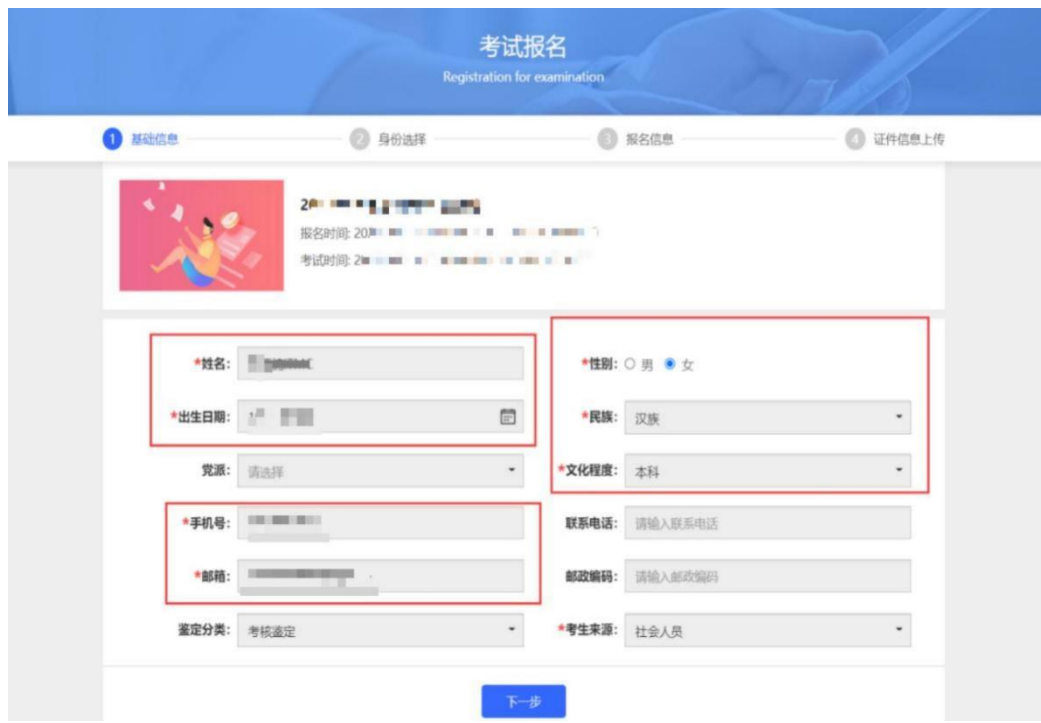 考试报名
Registration for examination
1 基础信息 2 身份选择 3 报名信息 4 证件信息上传
报名时间: 20
考试时间: 2
*姓名: *性别: 男 女
*出生日期: *民族: 汉族
党派: 请选择 *文化程度: 本科
*手机号: 联系电话: 请输入联系电话
*邮箱: 邮政编码: 请输入邮政编码
鉴定分类: 考核鉴定 *考生来源: 社会人员
下一步